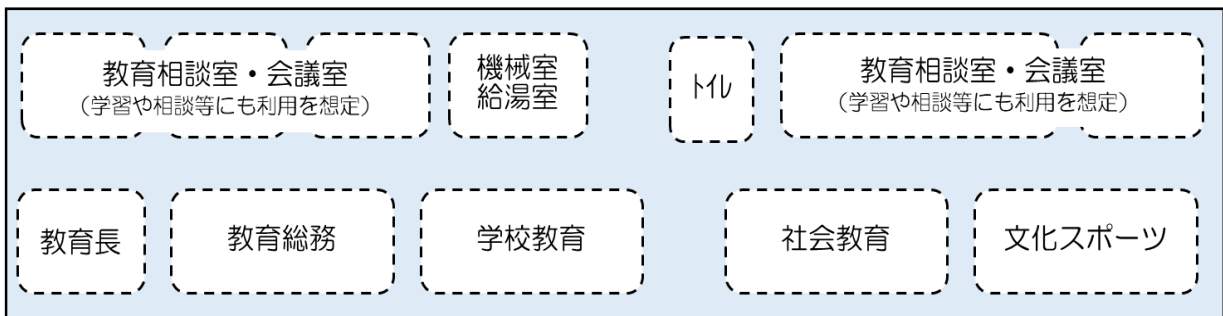 教育相談室・会議室
（学習や相談等にも利用を想定）
機械室
給湯室
ﾄｲﾚ
教育相談室・会議室
（学習や相談等にも利用を想定）
教育長
教育総務
学校教育
社会教育
文化スポーツ